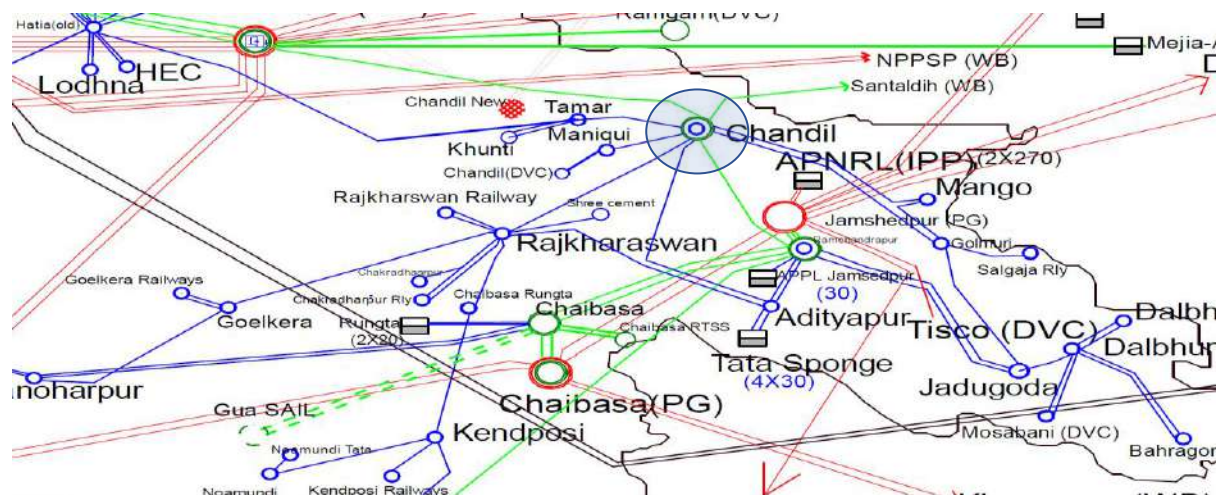 Hatia(old)
Ramgarh(DVC)
Mejia-A
Lodhna
HEC
NPPSP (WB)
Santaldih (WB)
Chandil New
Tamar
Khunti
Maniqui
Chandil
Chandil(DVC)
APNRL(IPP)(2X270)
Mango
Rajkharswan Railway
Shree cement
Jamshedpur (PG)
Rajkharaswan
Ramchandrapur
Golmuri
Salgaja Rly
Goelkera Railways
Chakradharpur
Chakradharpur Rly
Chaibasa Rungta
APPL Jamsedpur
(30)
Goelkera
Rungta
(2X20)
Chaibasa
Chaibasa RTSS
Adityapur
Tisco (DVC)
Dalbh
Dalbhum
Tata Sponge
(4X30)
noharpur
Jadugoda
Chaibasa(PG)
Gua SAIL
Kendposi
Mosabani (DVC)
Bahragor
Noamundi Tata
Noamundi
Kendposi Railways